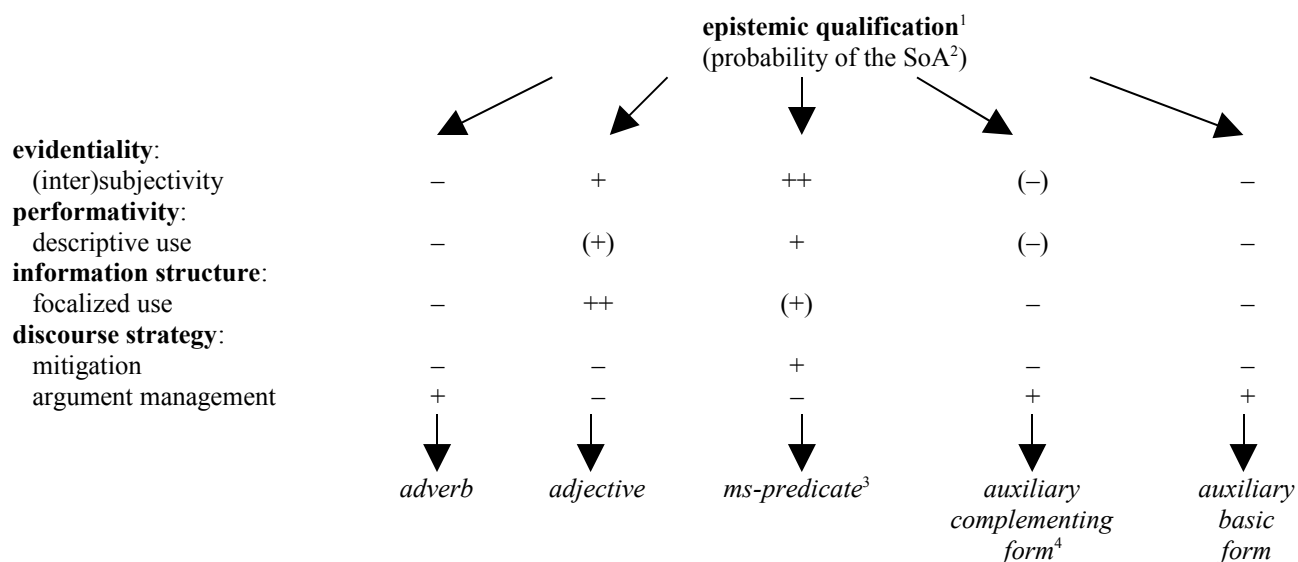 epistemic qualification¹
(probability of the SoA²)
evidentiality:
(inter)subjectivity – + ++ (–) –
performativity:
descriptive use – (+) + (–) –
information structure:
focalized use – ++ (+) – –
discourse strategy:
mitigation – – + – –
argument management + – – + +
adverb adjective ms-predicate³ auxiliary auxiliary
complementing basic
form⁴ form